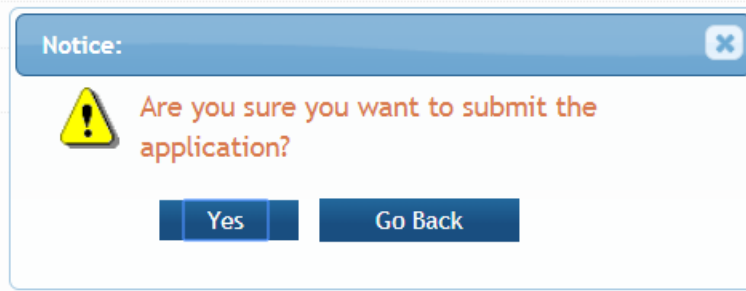 Notice:
Are you sure you want to submit the
application?
Yes
Go Back